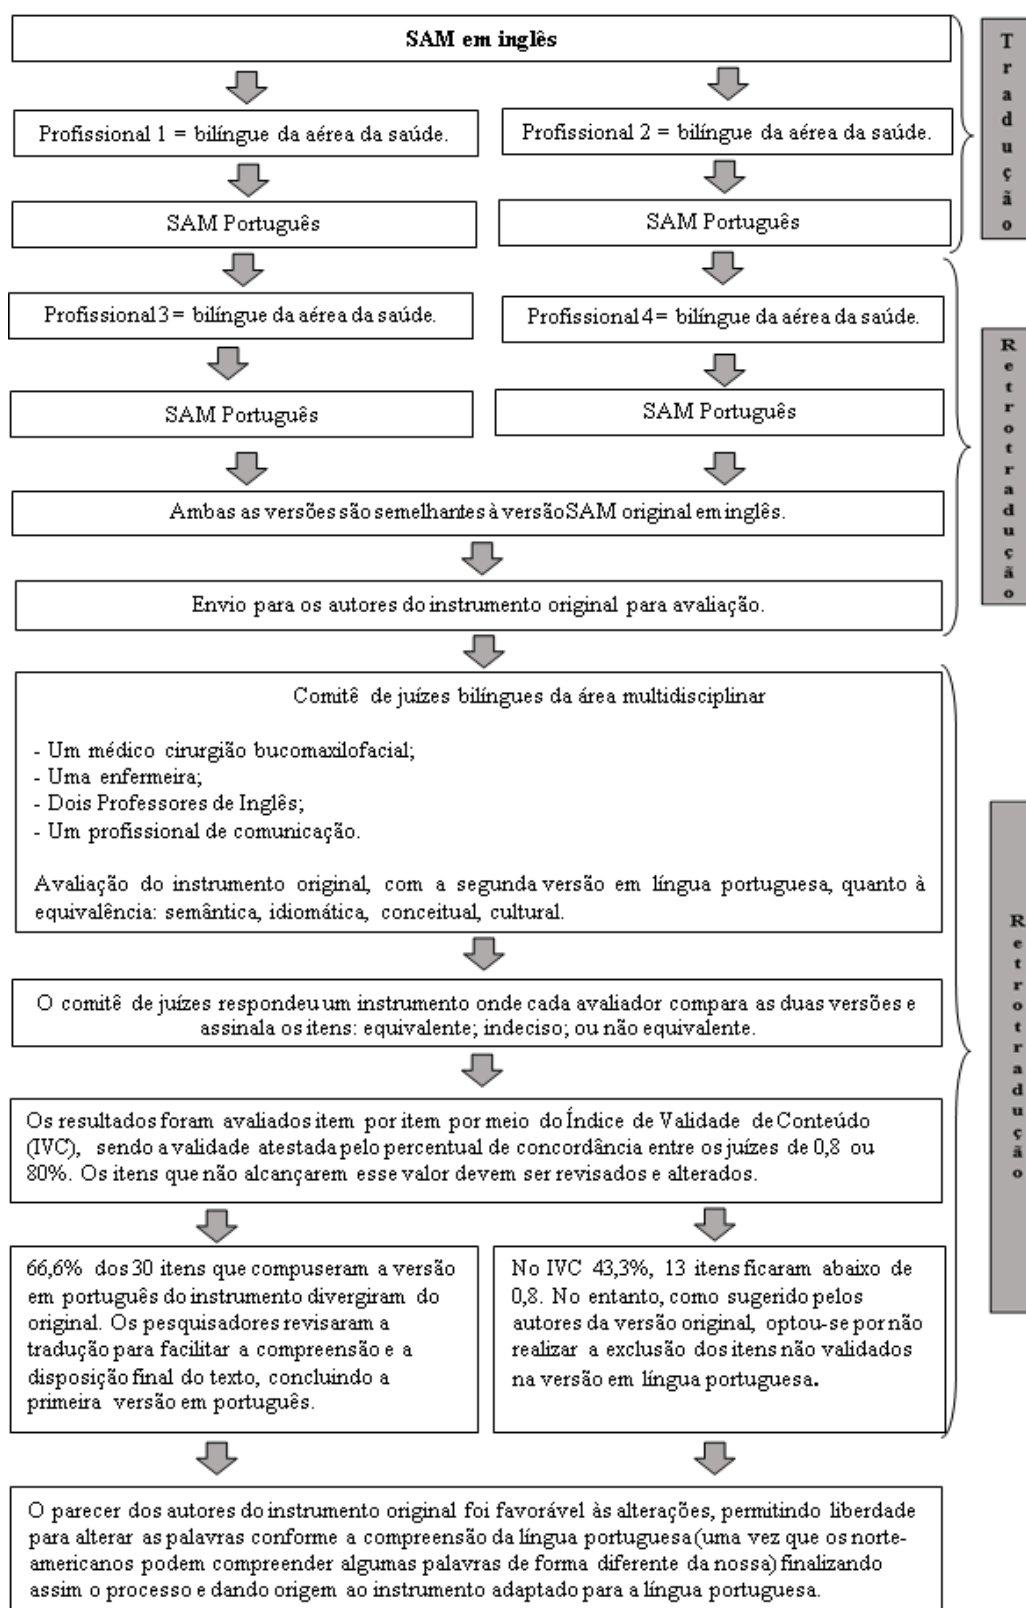 SAM em inglês
Profissional 1 = bilíngue da aérea da saúde.
Profissional 2 = bilíngue da aérea da saúde.
SAM Português
SAM Português
Tradução
Profissional 3 = bilíngue da aérea da saúde.
Profissional 4 = bilíngue da aérea da saúde.
SAM Português
SAM Português
Ambas as versões são semelhantes à versão SAM original em inglês.
Envio para os autores do instrumento original para avaliação.
Retrotradução
Comitê de juízes bilíngues da área multidisciplinar
- Um médico cirurgião bucomaxilofacial;
- Uma enfermeira;
- Dois Professores de Inglês;
- Um profissional de comunicação.
Avaliação do instrumento original, com a segunda versão em língua portuguesa, quanto à
equivalência: semântica, idiomática, conceitual, cultural.
O comitê de juízes respondeu um instrumento onde cada avaliador compara as duas versões e
assinala os itens: equivalente; indeciso; ou não equivalente.
Os resultados foram avaliados item por item por meio do Índice de Validade de Conteúdo
(IVC), sendo a validade atestada pelo percentual de concordância entre os juízes de 0,8 ou
80%. Os itens que não alcançarem esse valor devem ser revisados e alterados.
66,6% dos 30 itens que compuseram a versão
em português do instrumento divergiram do
original. Os pesquisadores revisaram a
tradução para facilitar a compreensão e a
disposição final do texto, concluindo a
primeira versão em português.
No IVC 43,3%, 13 itens ficaram abaixo de
0,8. No entanto, como sugerido pelos
autores da versão original, optou-se por não
realizar a exclusão dos itens não validados
na versão em língua portuguesa.
Retrotradução
O parecer dos autores do instrumento original foi favorável às alterações, permitindo liberdade
para alterar as palavras conforme a compreensão da língua portuguesa (uma vez que os norte-
americanos podem compreender algumas palavras de forma diferente da nossa) finalizando
assim o processo e dando origem ao instrumento adaptado para a língua portuguesa.